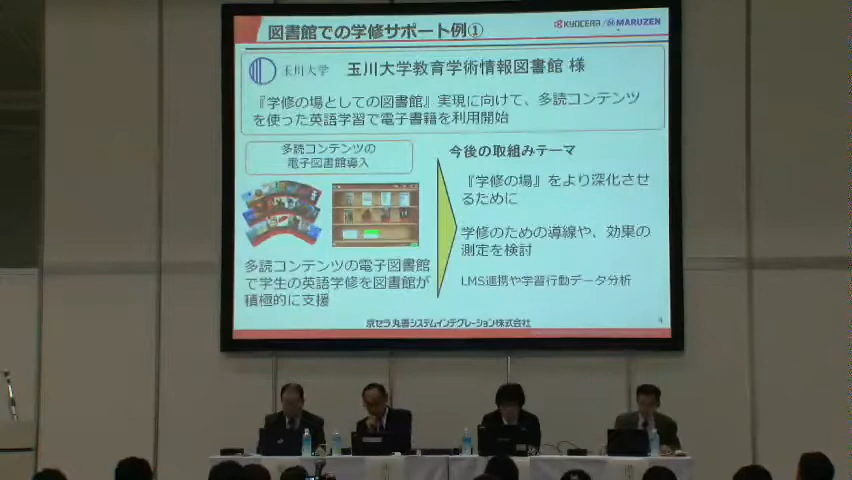 図書館での学修サポート例①
KYOCERA / MARUZEN
玉川大学 玉川大学教育学術情報図書館 様
『学修の場としての図書館』実現に向けて、多読コンテンツ
を使った英語学習で電子書籍を利用開始
多読コンテンツの
電子図書館導入
多読コンテンツの電子図書館
で学生の英語学修を図書館が
積極的に支援
今後の取組みテーマ
『学修の場』をより深化させ
るために
学修のための導線や、効果の
測定を検討
LMS連携や学習行動データ分析
京セラ丸善システムインテグレーション株式会社